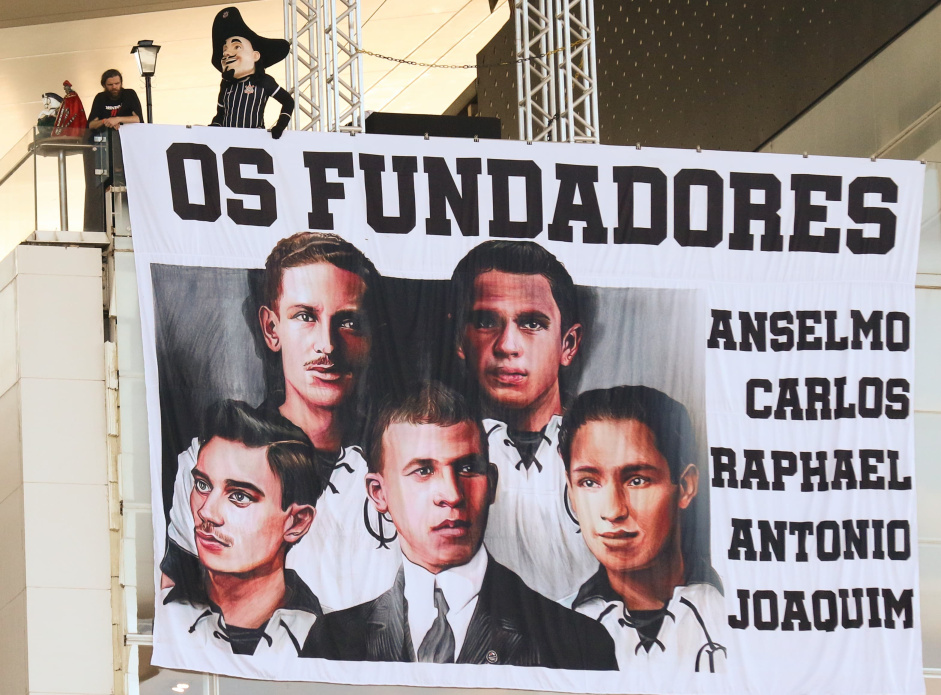 OS FUNDADORES
ANSELMO
CARLOS
RAPHAEL
ANTONIO
JOAQUIM